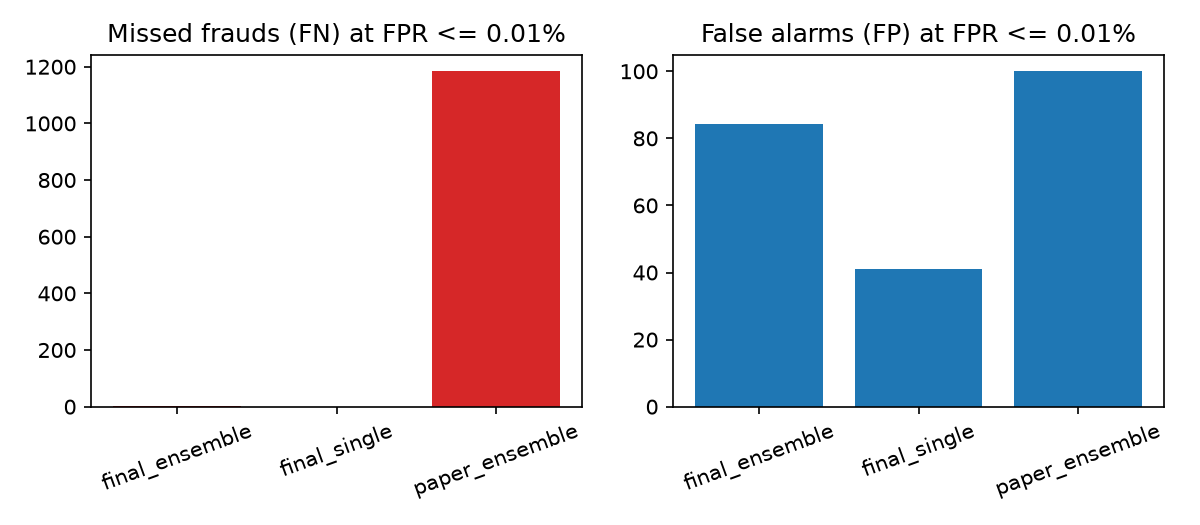 Missed frauds (FN) at FPR <= 0.01%
1200
1000
800
600
400
200
0
final_ensemble
final_single
paper_ensemble
False alarms (FP) at FPR <= 0.01%
100
80
60
40
20
0
final_ensemble
final_single
paper_ensemble